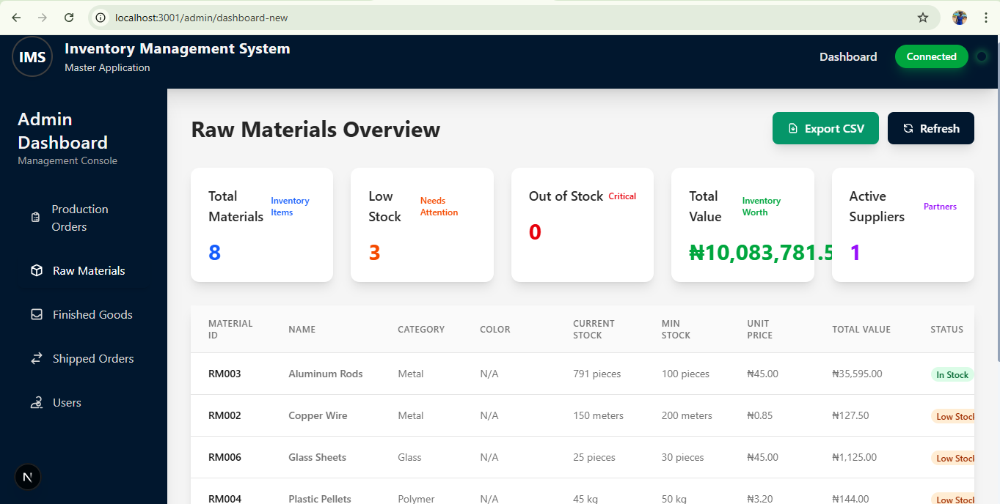 localhost:3001/admin/dashboard-new
IMS
Inventory Management System
Master Application
Dashboard
Connected
Admin
Dashboard
Management Console
Production
Orders
Raw Materials
Finished Goods
Shipped Orders
Users
N
Raw Materials Overview
Export CSV
Refresh
Total
Materials
Inventory
Items
8
Low
Stock
Needs
Attention
3
Out of Stock
Critical
0
Total
Value
Inventory
Worth
₦10,083,781.5
Active
Suppliers
Partners
1
MATERIAL
ID
NAME
CATEGORY
COLOR
CURRENT
STOCK
MIN
STOCK
UNIT
PRICE
TOTAL VALUE
STATUS
RM003 Aluminum Rods Metal N/A 791 pieces 100 pieces ₦45.00 ₦35,595.00 In Stock
RM002 Copper Wire Metal N/A 150 meters 200 meters ₦0.85 ₦127.50 Low Stock
RM006 Glass Sheets Glass N/A 25 pieces 30 pieces ₦45.00 ₦1,125.00 Low Stock
RM004 Plastic Pellets Polymer N/A 45 kg 50 kg ₦3.20 ₦144.00 Low Stock